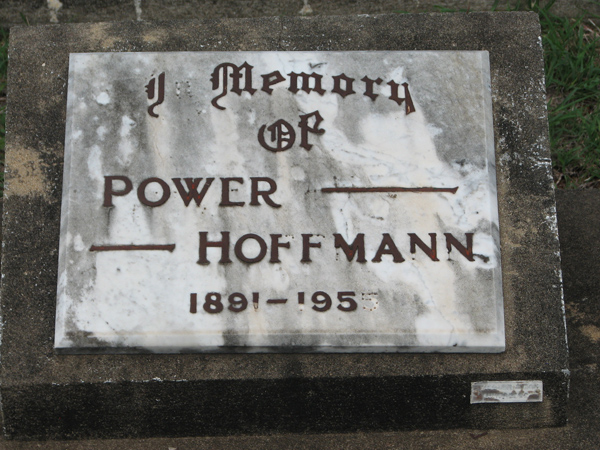 In Memory
Of
POWER —
— HOFFMANN.
1891-1955